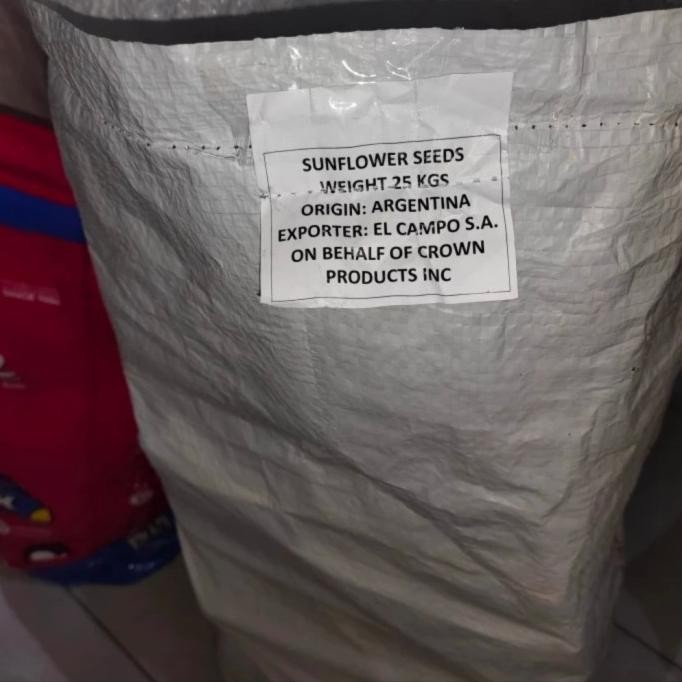 SUNFLOWER SEEDS
WEIGHT 25 KGS
ORIGIN: ARGENTINA
EXPORTER: EL CAMPO S.A.
ON BEHALF OF CROWN
PRODUCTS INC